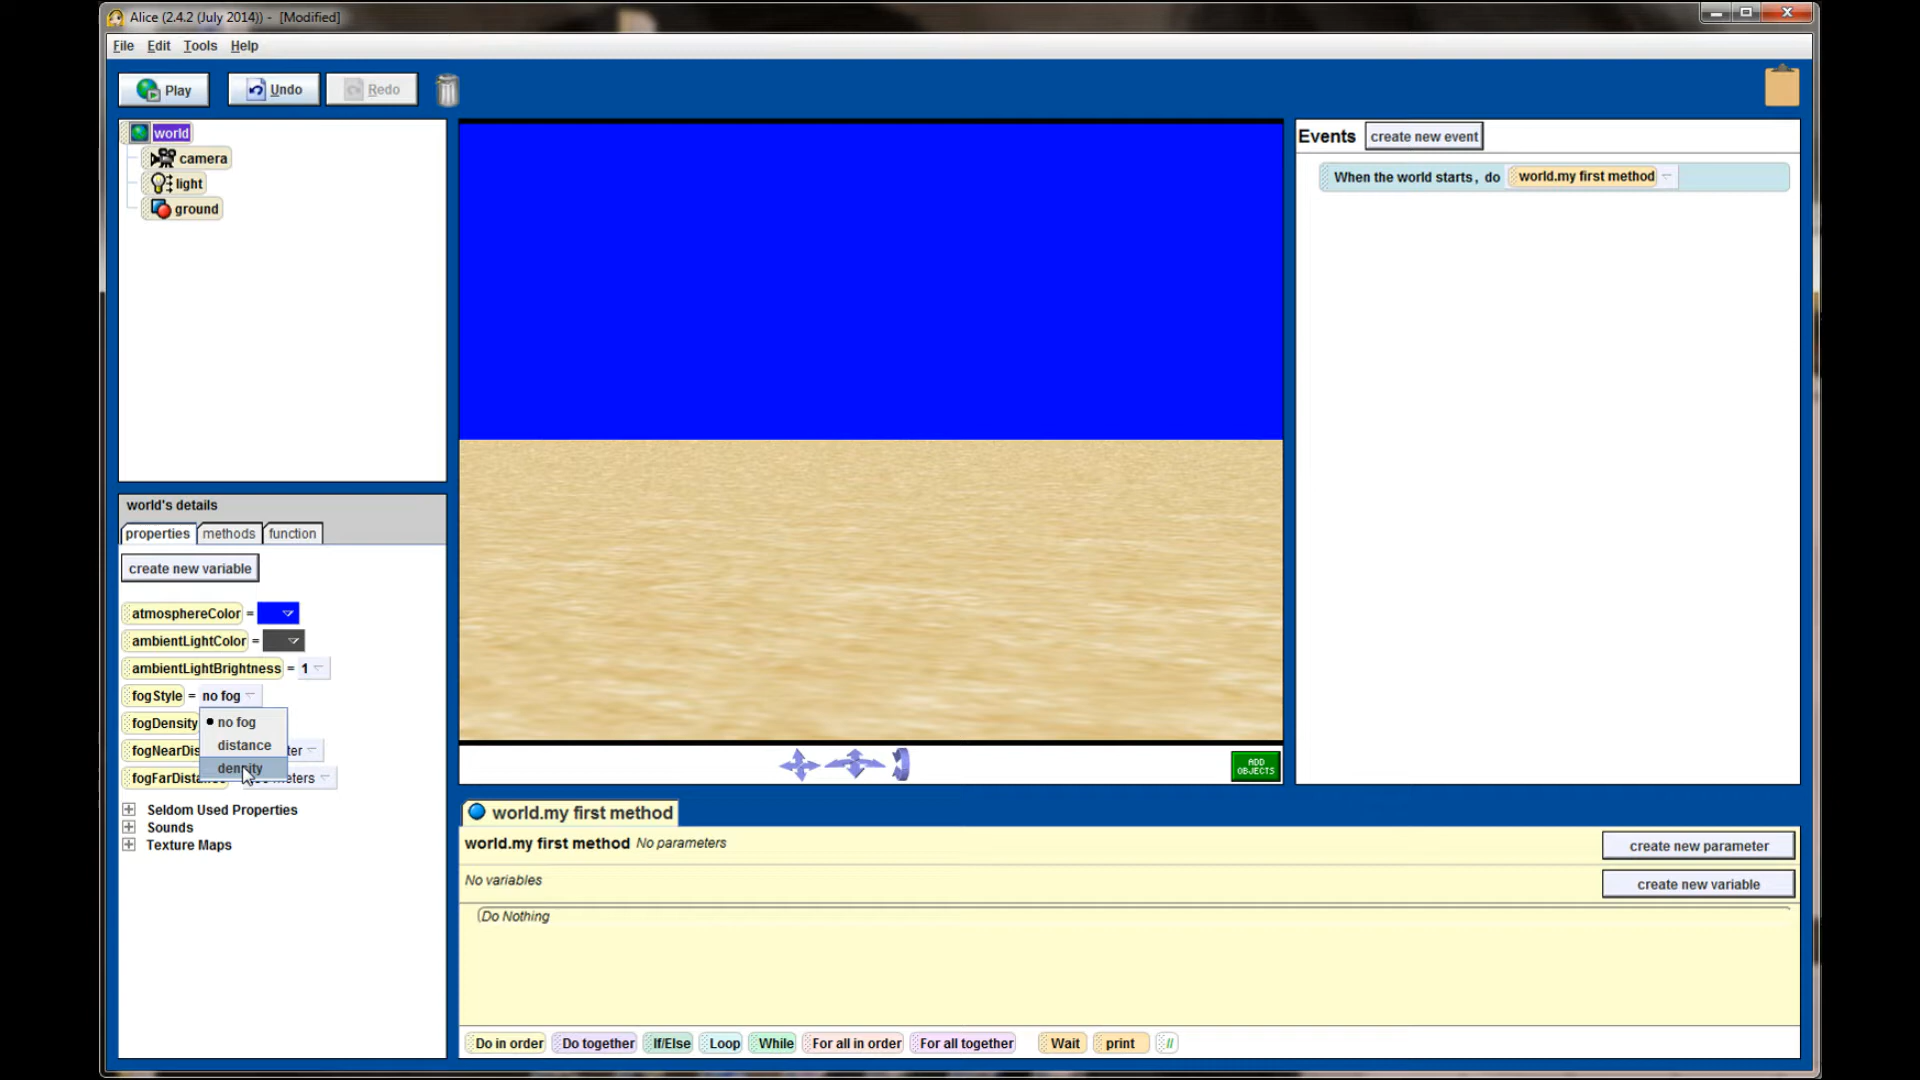 Alice (2.4.2 (July 2014)) - [Modified]
File Edit Tools Help
Play Undo Redo
world
camera
light
ground
Events create new event
When the world starts, do world.my first method
world's details
properties methods function
create new variable
atmosphereColor =
ambientLightColor =
ambientLightBrightness = 1
fogStyle = no fog
fogDensity
no fog
distance
density
ADD OBJECTS
Seldom Used Properties
Sounds
Texture Maps
world.my first method
world.my first method No parameters
create new parameter
No variables
create new variable
Do Nothing
Do in order Do together If/Else Loop While For all in order For all together Wait print //